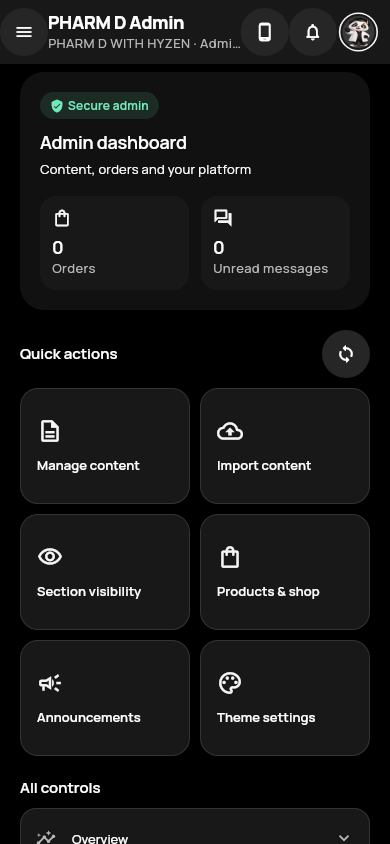 PHARM D Admin
PHARM D WITH HYZEN · Admi...
Secure admin
Admin dashboard
Content, orders and your platform
0
Orders
0
Unread messages
Quick actions
Manage content
Import content
Section visibility
Products & shop
Announcements
Theme settings
All controls
Overview